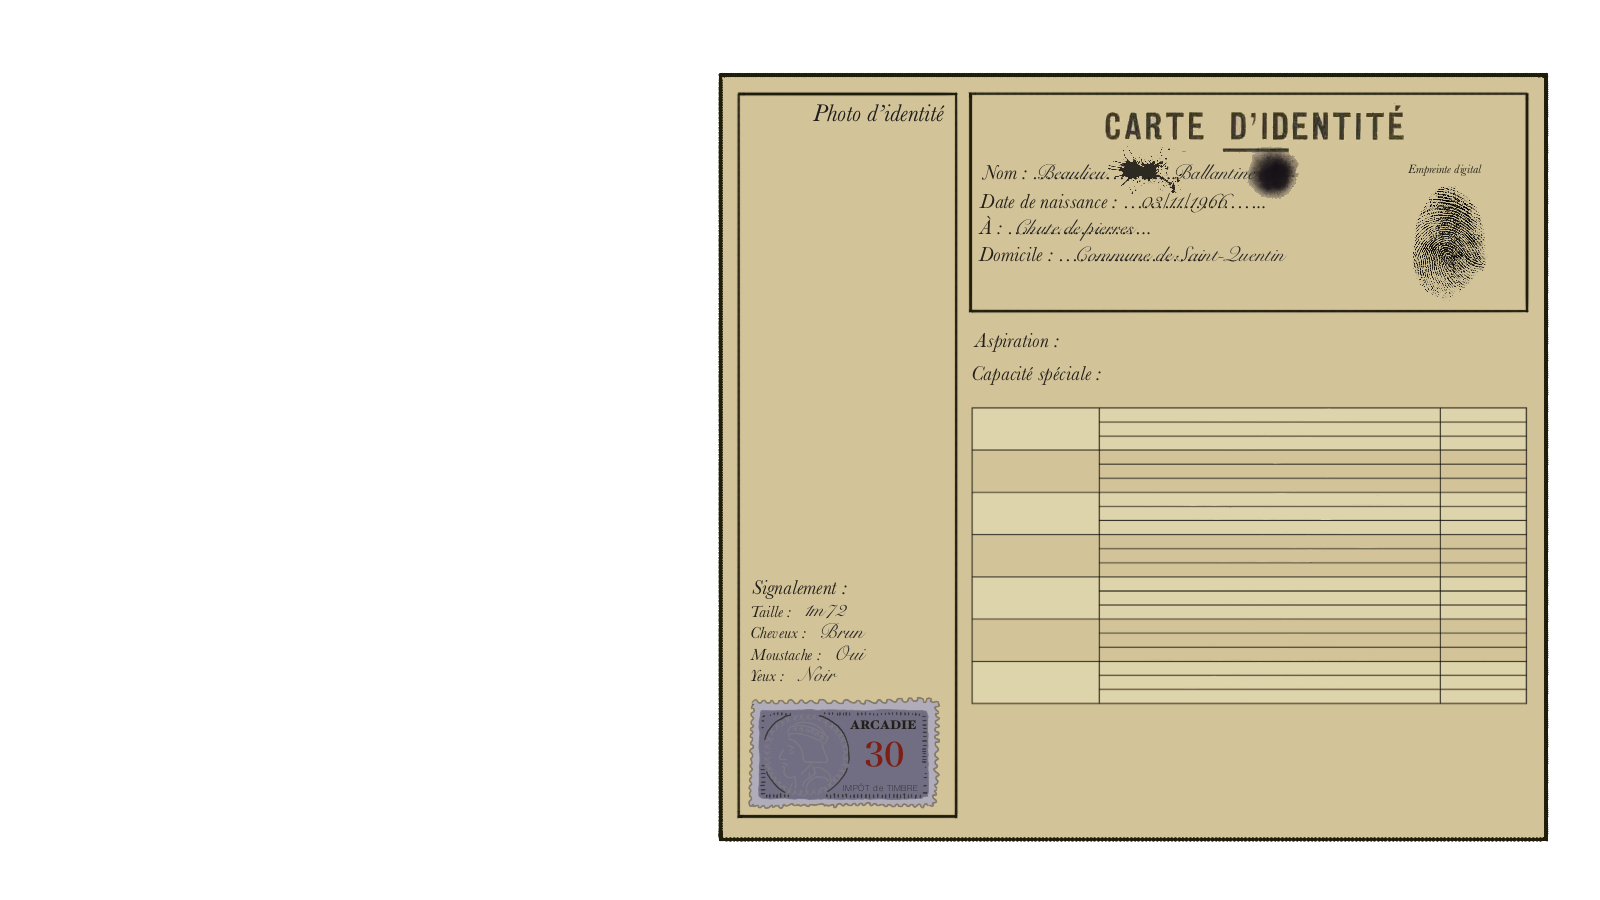 Photo d'identité
Signalement :
Taille : 1m72
Cheveux : Brun
Moustache : Oui
Yeux : Noir
ARCADIE
30
IMPÔT de TIMBRE
CARTE D'IDENTITÉ
Nom : Beaulieu Ballantine
Date de naissance : 03/11/1966
À : Chute de pierres
Domicile : Commune de Saint-Quentin
Empreinte digital
Aspiration :
Capacité spéciale :